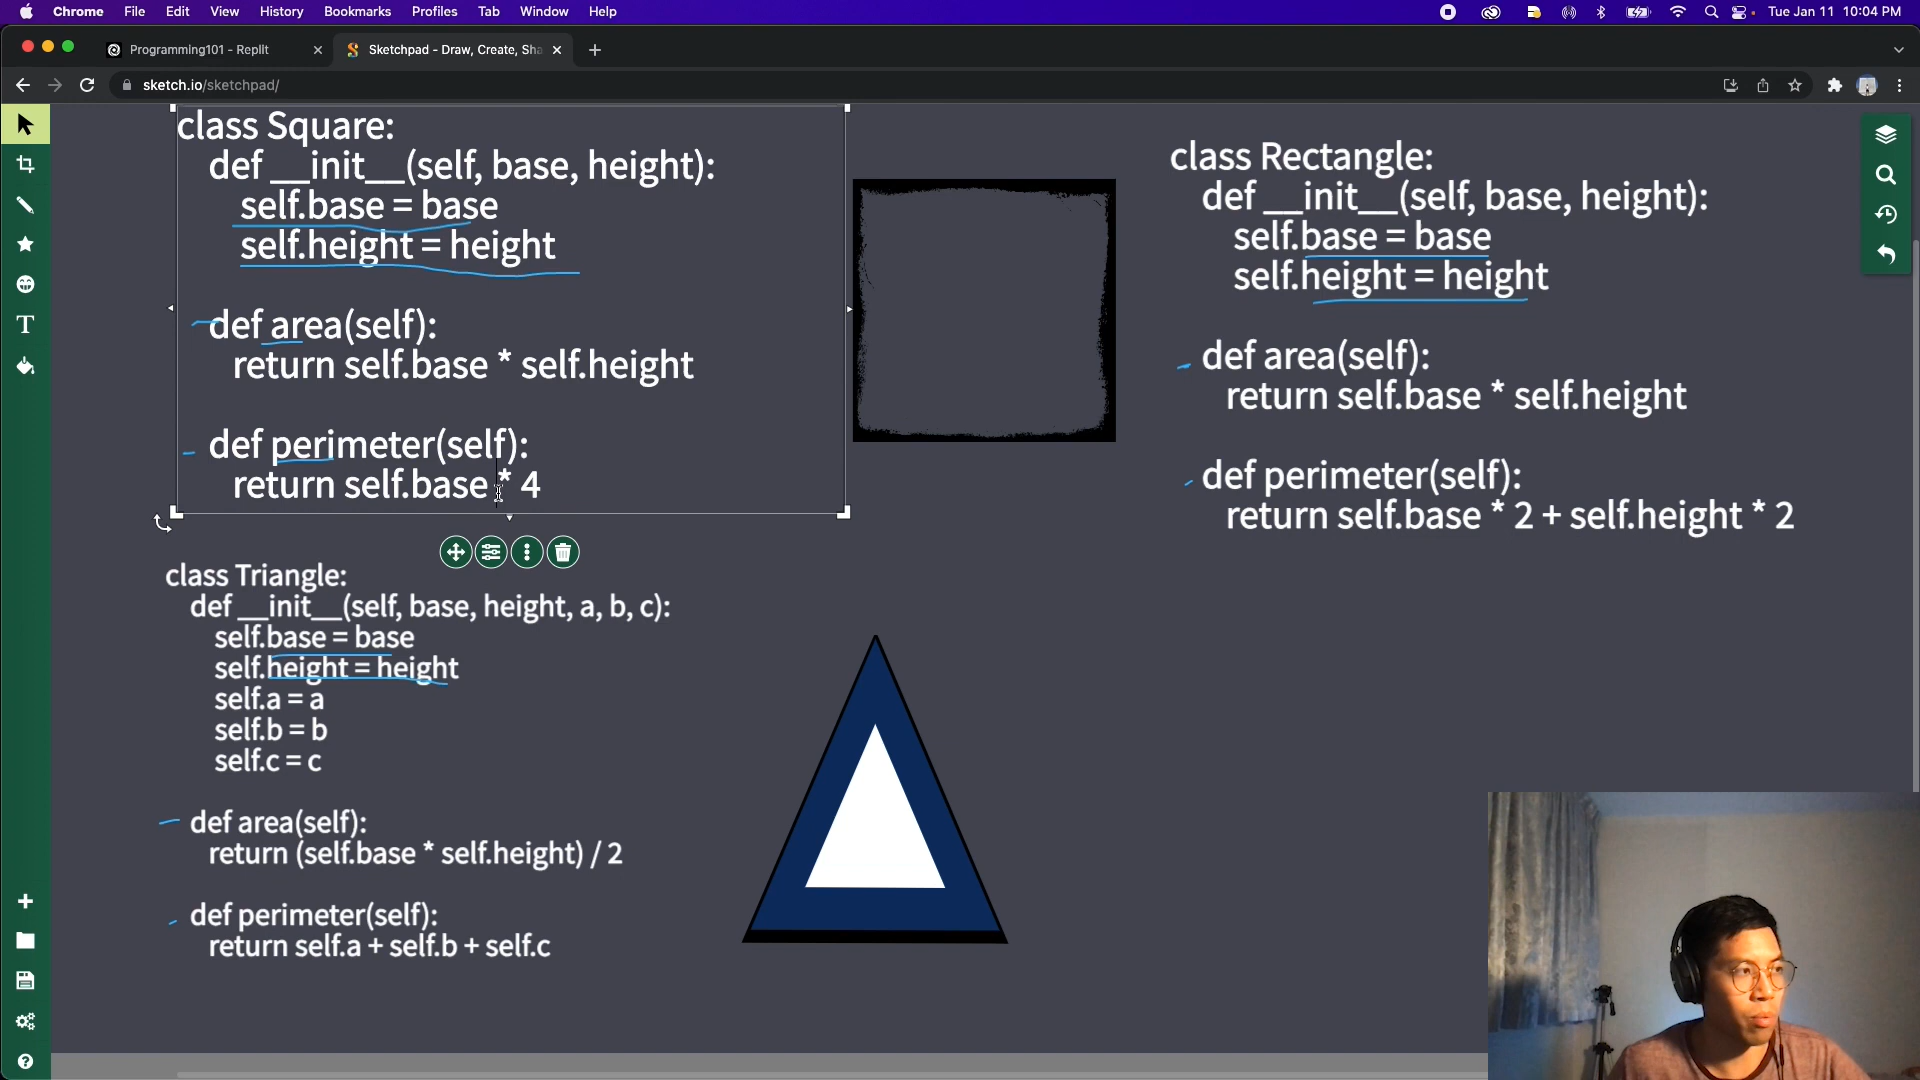 Chrome File Edit View History Bookmarks Profiles Tab Window Help Tue Jan 11 10:04 PM
Programming101 - Replit
Sketchpad - Draw, Create, Sha
sketch.io/sketchpad/
class Square:
def __init__(self, base, height):
self.base = base
self.height = height
def area(self):
return self.base * self.height
def perimeter(self):
return self.base * 4
class Rectangle:
def __init__(self, base, height):
self.base = base
self.height = height
def area(self):
return self.base * self.height
def perimeter(self):
return self.base * 2 + self.height * 2
class Triangle:
def __init__(self, base, height, a, b, c):
self.base = base
self.height = height
self.a = a
self.b = b
self.c = c
def area(self):
return (self.base * self.height) / 2
def perimeter(self):
return self.a + self.b + self.c